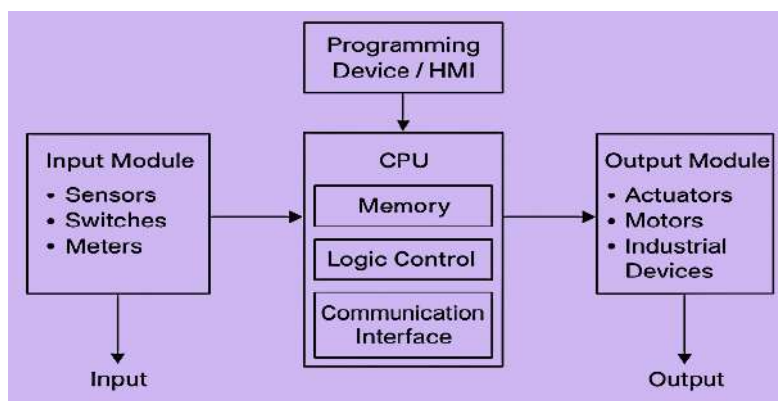 Programming
Device / HMI
Input Module
• Sensors
• Switches
• Meters
CPU
Memory
Logic Control
Communication
Interface
Output Module
• Actuators
• Motors
• Industrial
Devices
Input
Output